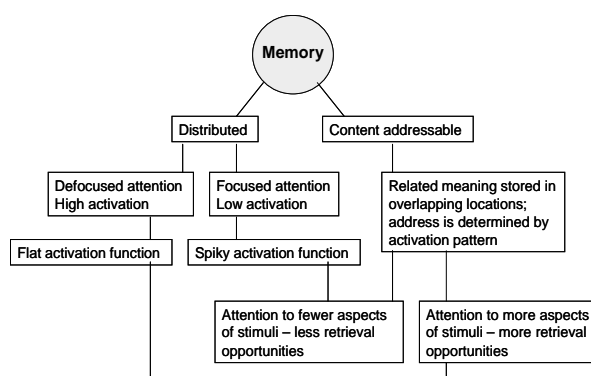 Memory
Distributed
Content addressable
Defocused attention
High activation
Focused attention
Low activation
Related meaning stored in
overlapping locations;
address is determined by
activation pattern
Flat activation function
Spiky activation function
Attention to fewer aspects
of stimuli – less retrieval
opportunities
Attention to more aspects
of stimuli – more retrieval
opportunities